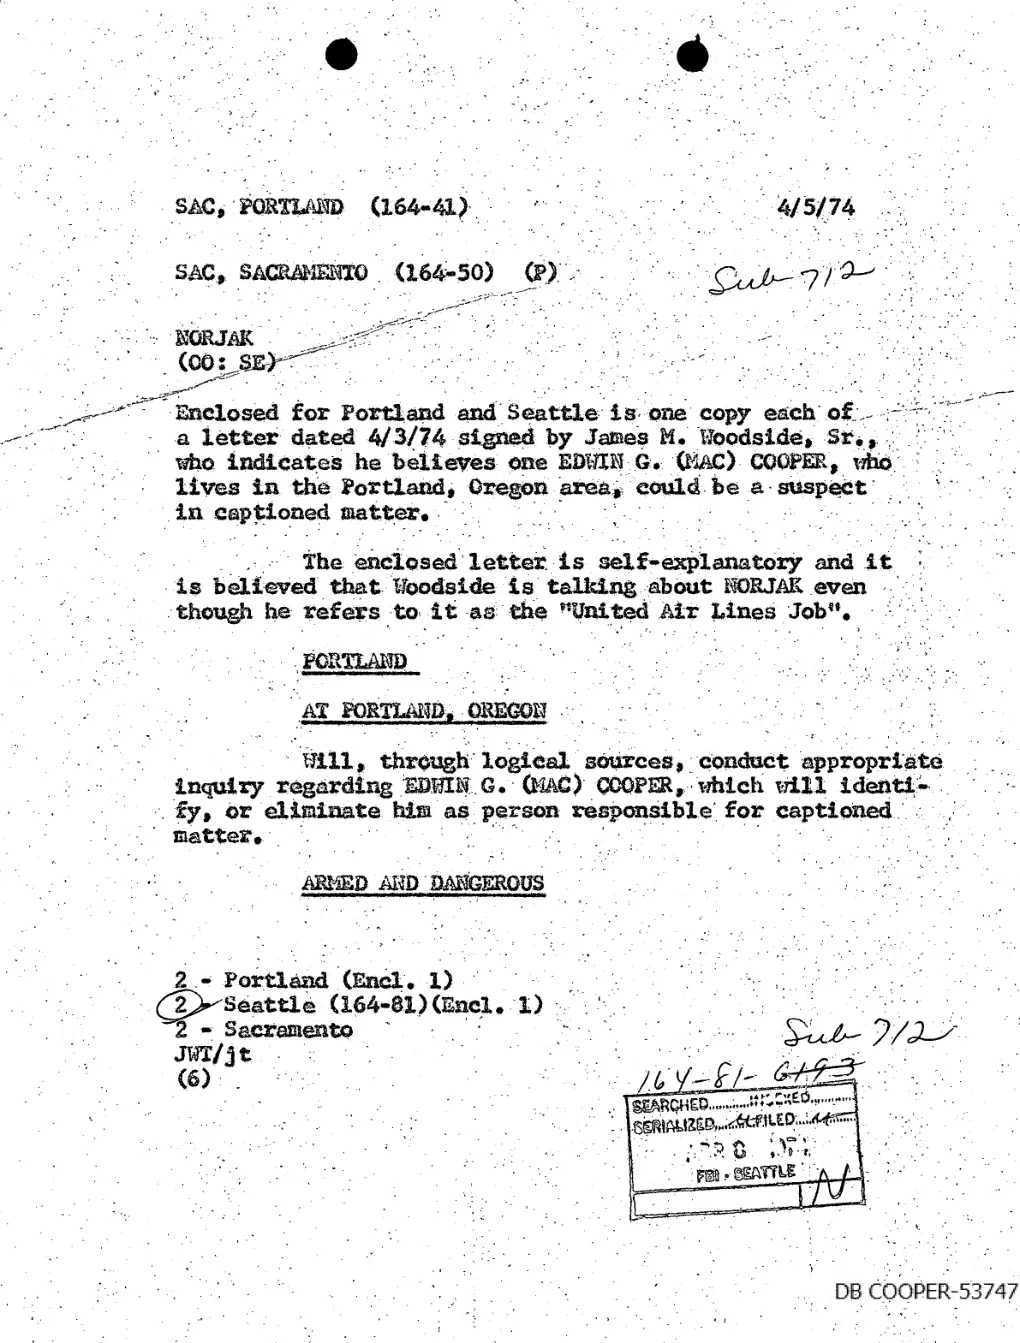 SAC, PORTLAND (164-41) 4/5/74
SAC, SACRAMENTO (164-50) (P)
Sub 712
NORJAK
(OO: SE)
Enclosed for Portland and Seattle is one copy each of
a letter dated 4/3/74 signed by James M. Woodside, Sr.,
who indicates he believes one EDWIN G. (MAC) COOPER, who
lives in the Portland, Oregon area, could be a suspect
in captioned matter.
The enclosed letter is self-explanatory and it
is believed that Woodside is talking about NORJAK even
though he refers to it as the "United Air Lines Job".
PORTLAND
AT PORTLAND, OREGON
Will, through logical sources, conduct appropriate
inquiry regarding EDWIN G. (MAC) COOPER, which will identi-
fy, or eliminate him as person responsible for captioned
matter.
ARMED AND DANGEROUS
2 - Portland (Encl. 1)
2 - Seattle (164-81)(Encl. 1)
2 - Sacramento
JWT/jt
(6)
Sub 712
164-81- 6193
SEARCHED............INDEXED............
SERIALIZED............FILED............
FBI - SEATTLE
N
DB COOPER-53747